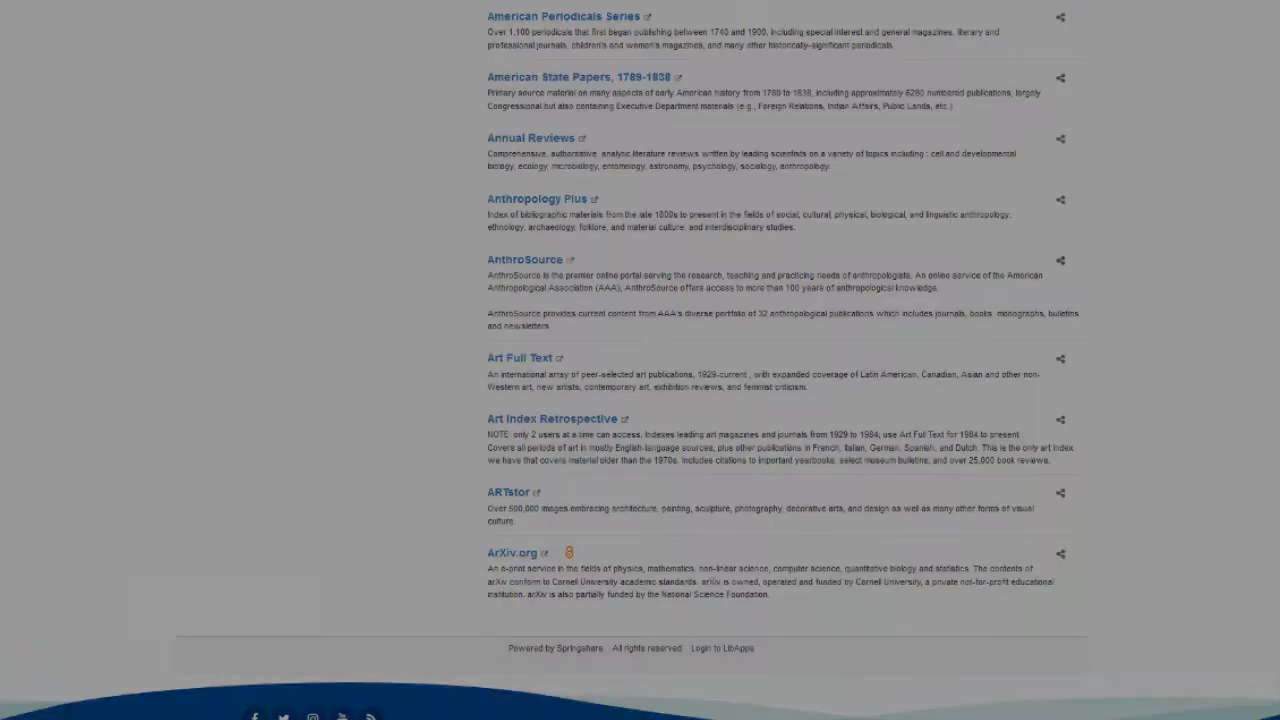 American Periodicals Series
Over 1,100 periodicals that first began publishing between 1740 and 1900, including special interest and general magazines, literary and
professional journals, children's and women's magazines, and many other historically-significant periodicals.
American State Papers, 1789-1838
Primary source material on many aspects of early American history from 1789 to 1838, including approximately 6280 numbered publications, largely
Congressional but also containing Executive Department materials (e.g., Foreign Relations, Indian Affairs, Public Lands, etc.)
Annual Reviews
Comprehensive, authoritative, analytic literature reviews written by leading scientists on a variety of topics including : cell and developmental
biology, ecology, microbiology, entomology, astronomy, psychology, sociology, anthropology.
Anthropology Plus
Index of bibliographic materials from the late 1800s to present in the fields of social, cultural, physical, biological, and linguistic anthropology;
ethnology, archaeology, folklore, and material culture, and interdisciplinary studies.
AnthroSource
AnthroSource is the premier online portal serving the research, teaching and practicing needs of anthropologists. An online service of the American
Anthropological Association (AAA), AnthroSource offers access to more than 100 years of anthropological knowledge.
AnthroSource provides current content from AAA's diverse portfolio of 32 anthropological publications which includes journals, books, monographs, bulletins
and newsletters.
Art Full Text
An international array of peer-selected art publications, 1929-current , with expanded coverage of Latin American, Canadian, Asian and other non-
Western art, new artists, contemporary art, exhibition reviews, and feminist criticism.
Art Index Retrospective
NOTE: only 2 users at a time can access. Indexes leading art magazines and journals from 1929 to 1984; use Art Full Text for 1984 to present
Covers all periods of art in mostly English-language sources, plus other publications in French, Italian, German, Spanish, and Dutch. This is the only art index
we have that covers material older than the 1970s. Includes citations to important yearbooks, select museum bulletins, and over 25,000 book reviews.
ARTstor
Over 500,000 images embracing architecture, painting, sculpture, photography, decorative arts, and design as well as many other forms of visual
culture.
ArXiv.org
An e-print service in the fields of physics, mathematics, non-linear science, computer science, quantitative biology and statistics. The contents of
arXiv conform to Cornell University academic standards. arXiv is owned, operated and funded by Cornell University, a private not-for-profit educational
institution. arXiv is also partially funded by the National Science Foundation.
Powered by Springshare All rights reserved Login to LibApps